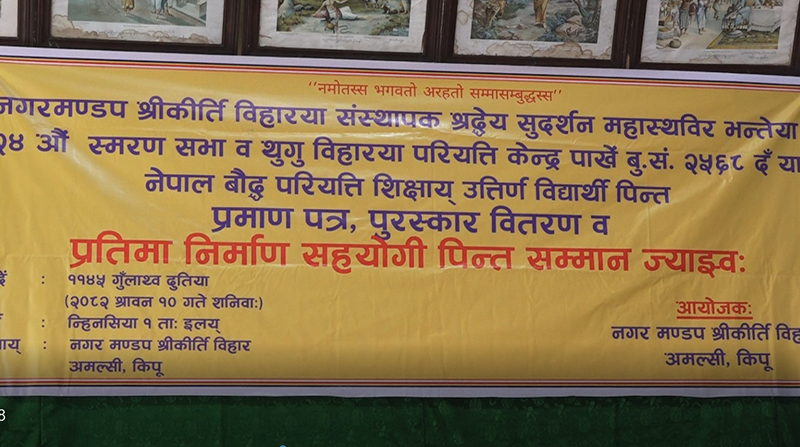 "नमोतस्स भगवतो अरहतो सम्मासम्बुद्धस्स"
नगरमण्डप श्रीकीर्ति विहारया संस्थापक श्रद्धेय सुदर्शन महास्थविर भन्तेया
२४ औं स्मरण सभा व थुगु विहारया परियत्ति केन्द्र पाखें बु.सं. २५६८ दँ या
नेपाल बौद्ध परियत्ति शिक्षाय् उत्तिर्ण विद्यार्थी पिन्त
प्रमाण पत्र, पुरस्कार वितरण व
प्रतिमा निर्माण सहयोगी पिन्त सम्मान ज्याझ्वः
: ११४५ गुँलाथ्व द्दुतिया
(२०८२ श्रावन १० गते शनिवाः)
: न्हिनसिया १ ताः इलय्
: नगर मण्डप श्रीकीर्ति विहार
अमल्सी, किपू
आयोजकः
नगर मण्डप श्रीकीर्ति
अमल्सी, किपू